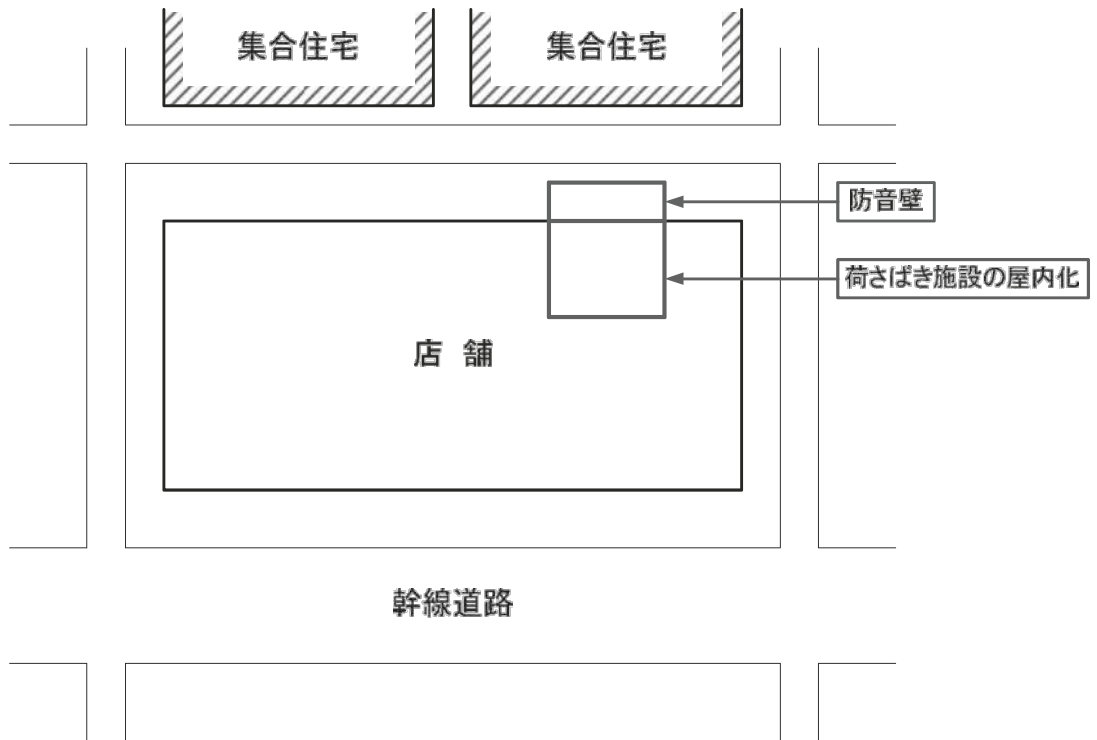 集合住宅
集合住宅
防音壁
荷さばき施設の屋内化
店 舗
幹線道路